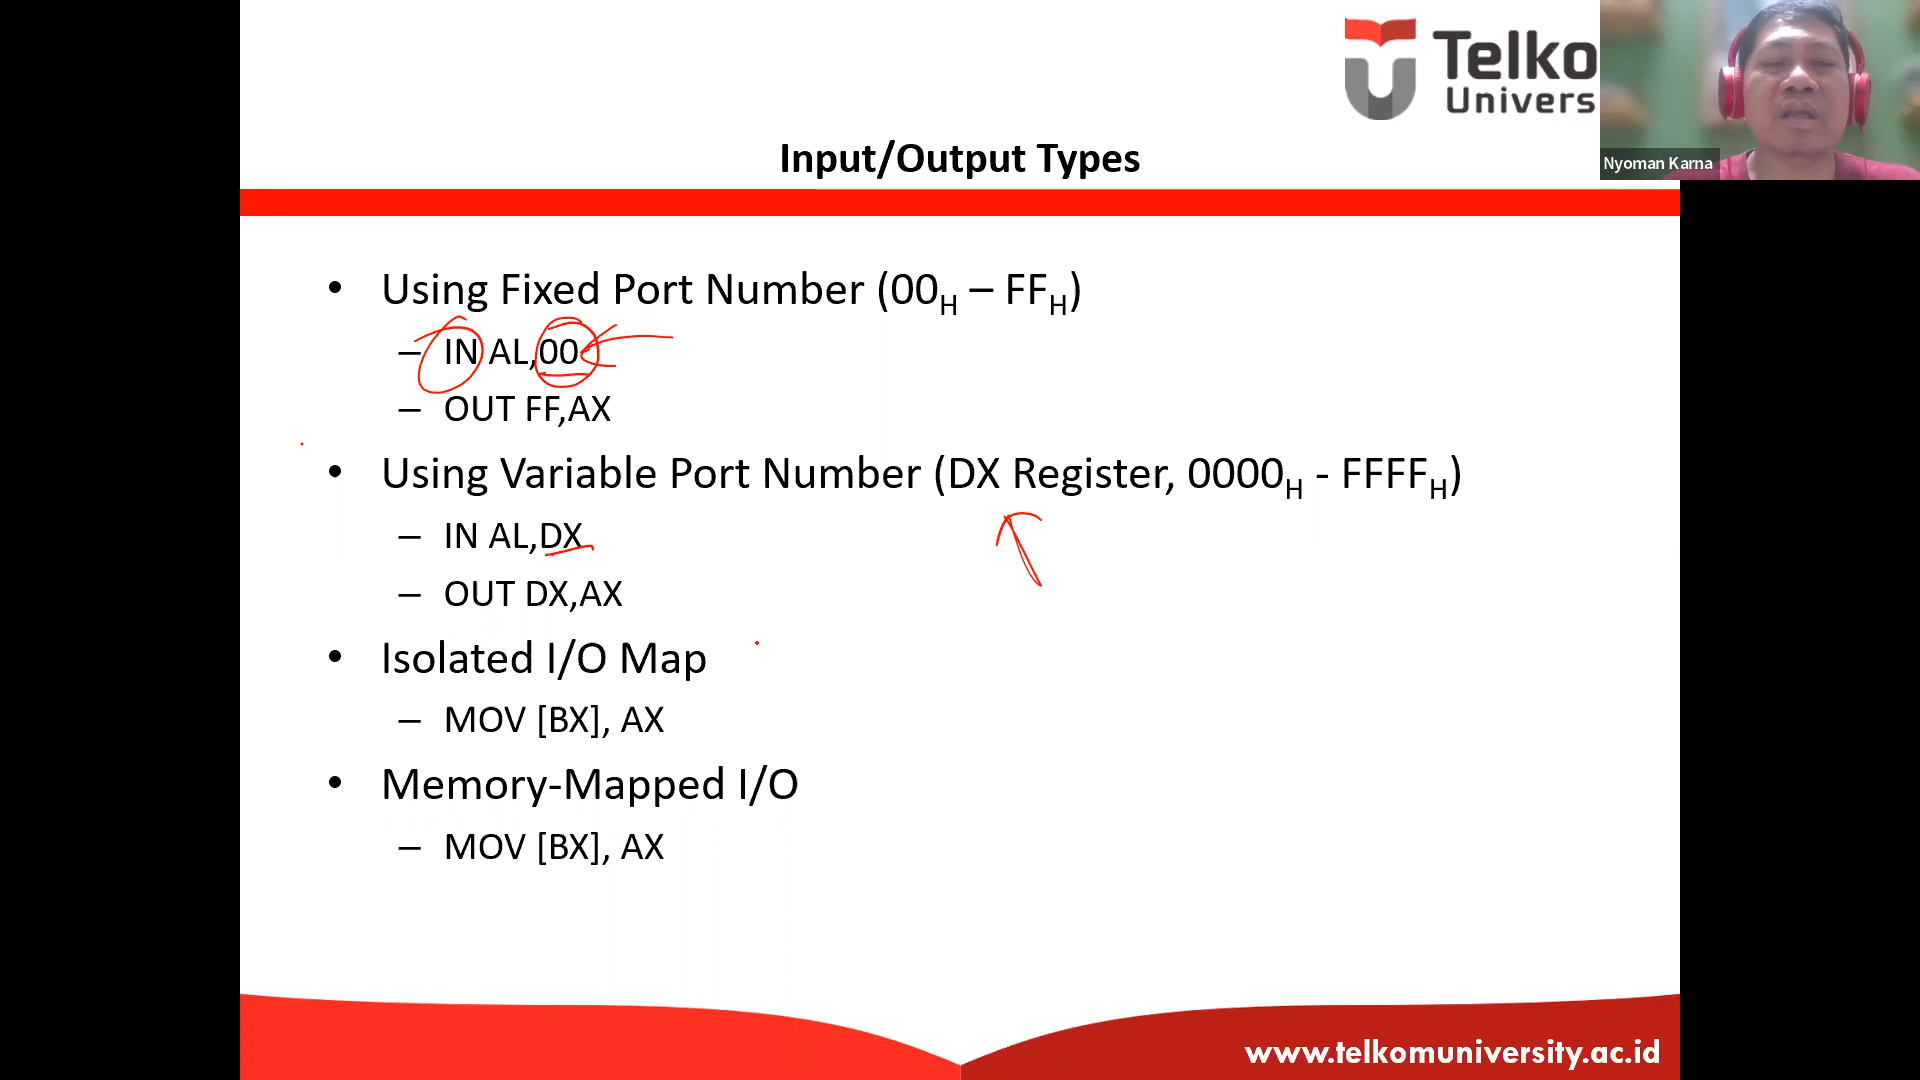 Telko
Univers
Nyoman Karna
Input/Output Types
• Using Fixed Port Number (00H – FFH)
– IN AL,00
– OUT FF,AX
• Using Variable Port Number (DX Register, 0000H - FFFFH)
– IN AL,DX
– OUT DX,AX
• Isolated I/O Map
– MOV [BX], AX
• Memory-Mapped I/O
– MOV [BX], AX
www.telkomuniversity.ac.id